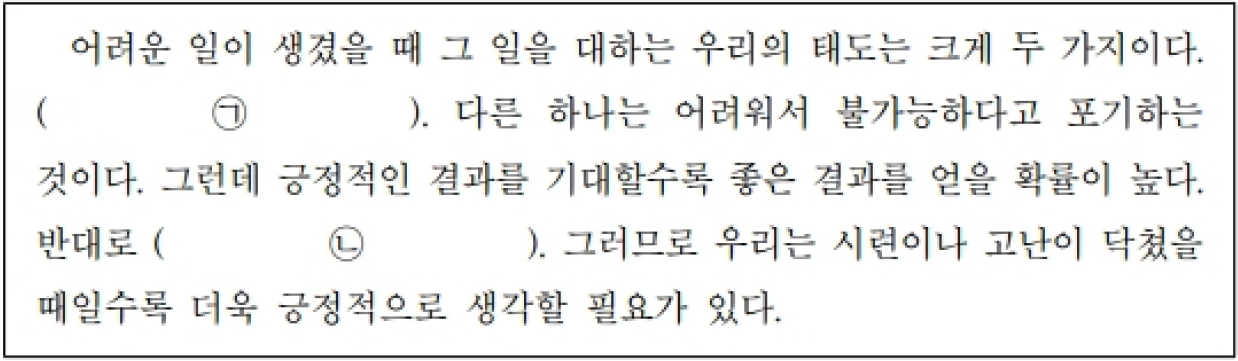 어려운 일이 생겼을 때 그 일을 대하는 우리의 태도는 크게 두 가지이다.
( ㉠ ). 다른 하나는 어려워서 불가능하다고 포기하는
것이다. 그런데 긍정적인 결과를 기대할수록 좋은 결과를 얻을 확률이 높다.
반대로 ( ㉡ ). 그러므로 우리는 시련이나 고난이 닥쳤을
때일수록 더욱 긍정적으로 생각할 필요가 있다.